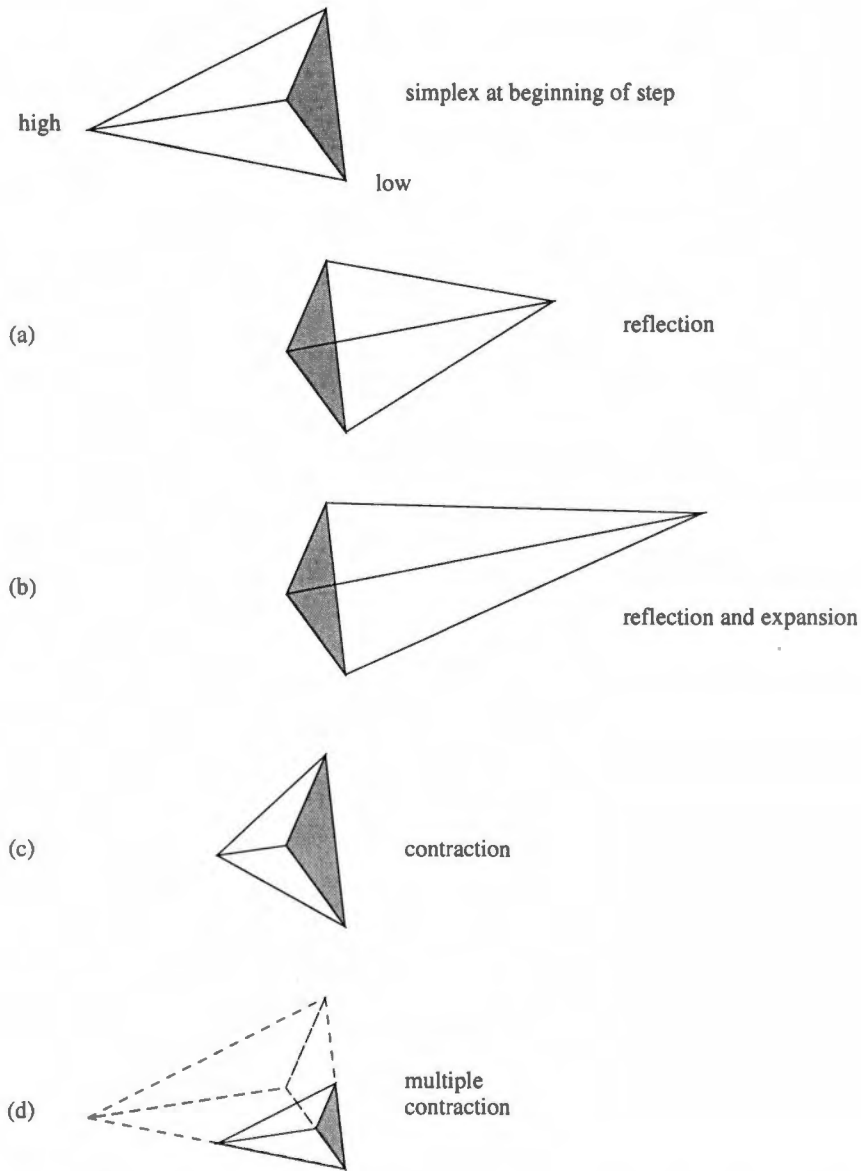 simplex at beginning of step
high
low
(a)
reflection
(b)
reflection and expansion
(c)
contraction
(d)
multiple
contraction